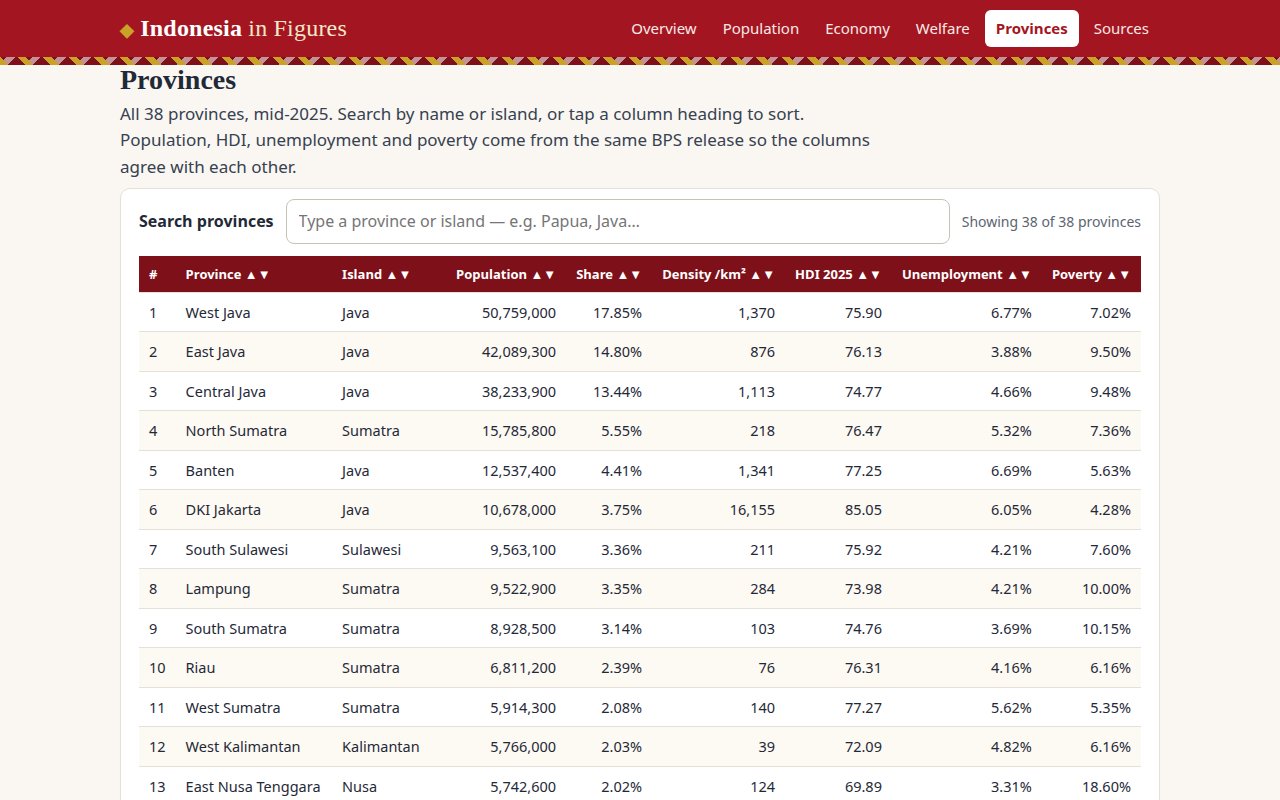 ◆ Indonesia in Figures
Overview Population Economy Welfare Provinces Sources
Provinces
All 38 provinces, mid-2025. Search by name or island, or tap a column heading to sort.
Population, HDI, unemployment and poverty come from the same BPS release so the columns
agree with each other.
Search provinces Type a province or island — e.g. Papua, Java... Showing 38 of 38 provinces
# Province ▲▼ Island ▲▼ Population ▲▼ Share ▲▼ Density /km² ▲▼ HDI 2025 ▲▼ Unemployment ▲▼ Poverty ▲▼
1 West Java Java 50,759,000 17.85% 1,370 75.90 6.77% 7.02%
2 East Java Java 42,089,300 14.80% 876 76.13 3.88% 9.50%
3 Central Java Java 38,233,900 13.44% 1,113 74.77 4.66% 9.48%
4 North Sumatra Sumatra 15,785,800 5.55% 218 76.47 5.32% 7.36%
5 Banten Java 12,537,400 4.41% 1,341 77.25 6.69% 5.63%
6 DKI Jakarta Java 10,678,000 3.75% 16,155 85.05 6.05% 4.28%
7 South Sulawesi Sulawesi 9,563,100 3.36% 211 75.92 4.21% 7.60%
8 Lampung Sumatra 9,522,900 3.35% 284 73.98 4.21% 10.00%
9 South Sumatra Sumatra 8,928,500 3.14% 103 74.76 3.69% 10.15%
10 Riau Sumatra 6,811,200 2.39% 76 76.31 4.16% 6.16%
11 West Sumatra Sumatra 5,914,300 2.08% 140 77.27 5.62% 5.35%
12 West Kalimantan Kalimantan 5,766,000 2.03% 39 72.09 4.82% 6.16%
13 East Nusa Tenggara Nusa 5,742,600 2.02% 124 69.89 3.31% 18.60%